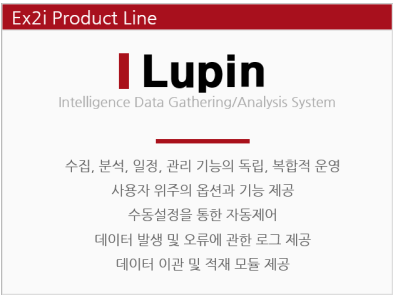 Ex2i Product Line
Lupin
Intelligence Data Gathering/Analysis System
수집, 분석, 일정, 관리 기능의 독립, 복합적 운영
사용자 위주의 옵션과 기능 제공
수동설정을 통한 자동제어
데이터 발생 및 오류에 관한 로그 제공
데이터 이관 및 적재 모듈 제공